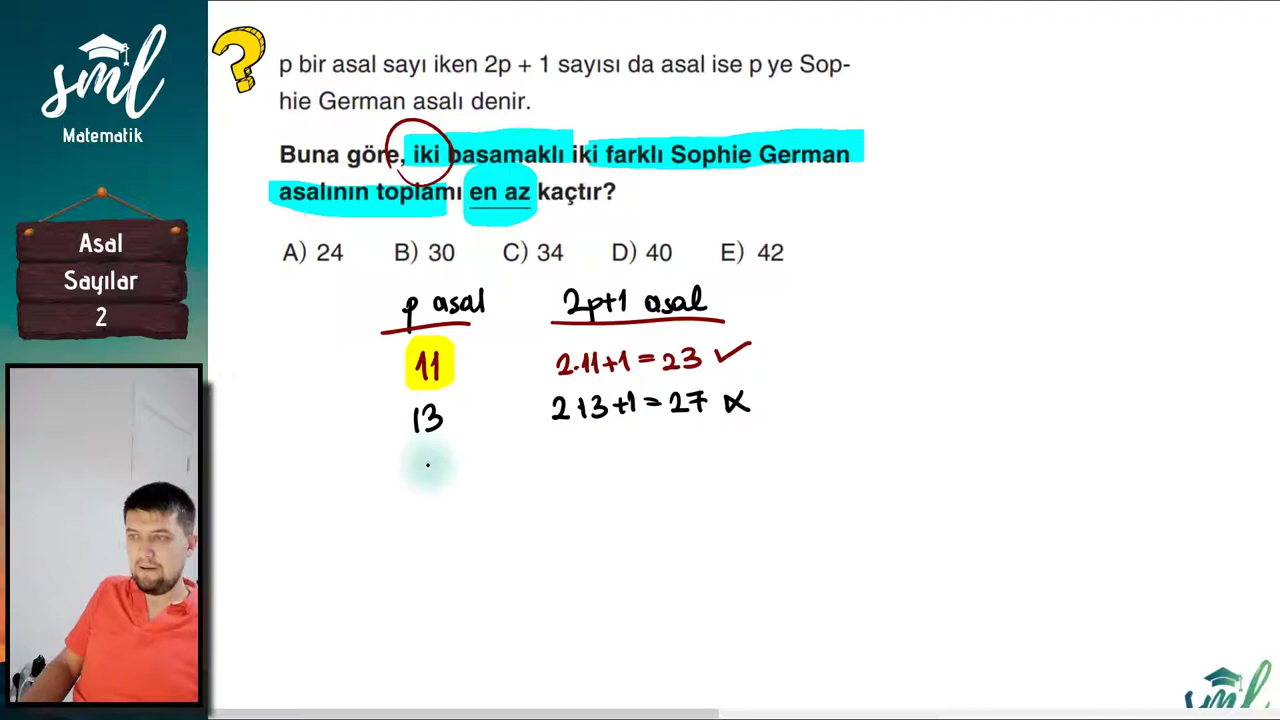 sml
Matematik
Asal
Sayılar
2
?
p bir asal sayı iken 2p + 1 sayısı da asal ise p ye Sop-
hie German asalı denir.
Buna göre, iki basamaklı iki farklı Sophie German
asalının toplamı en az kaçtır?
A) 24 B) 30 C) 34 D) 40 E) 42
p asal 2p+1 asal
11 2.11+1=23 ✓
13 2 13+1=27 x
sml